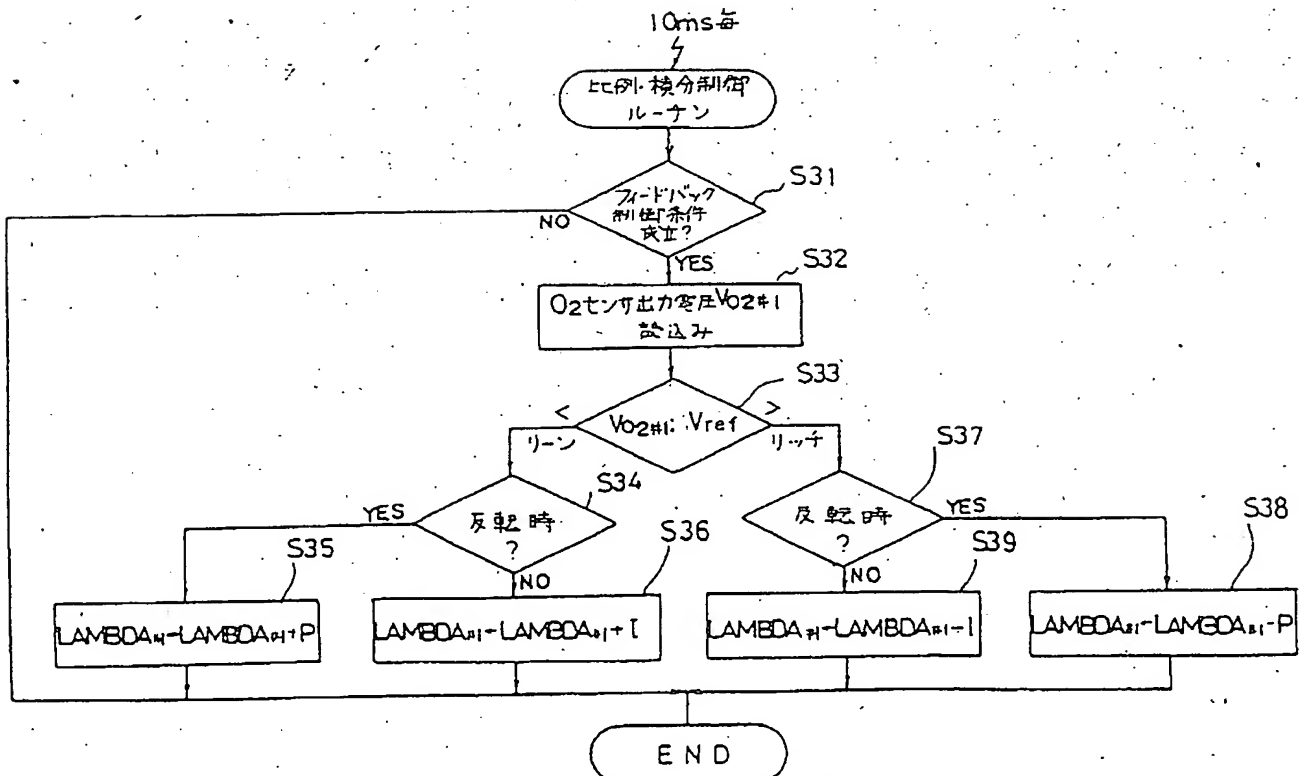 10ms毎
比例・積分制御
ルーチン
フィードバック
制御条件
成立?
S31
NO
YES
S32
O2センサ出力電圧VO2#1
読込み
S33
<
VO2#1:Vref
>
リーン
リッチ
S34
反転時
?
YES
NO
S37
反転時
?
YES
NO
S35
LAMBDA#1←LAMBDA#1+P
S36
LAMBDA#1←LAMBDA#1+I
S39
LAMBDA#1←LAMBDA#1-I
S38
LAMBDA#1←LAMBDA#1-P
END